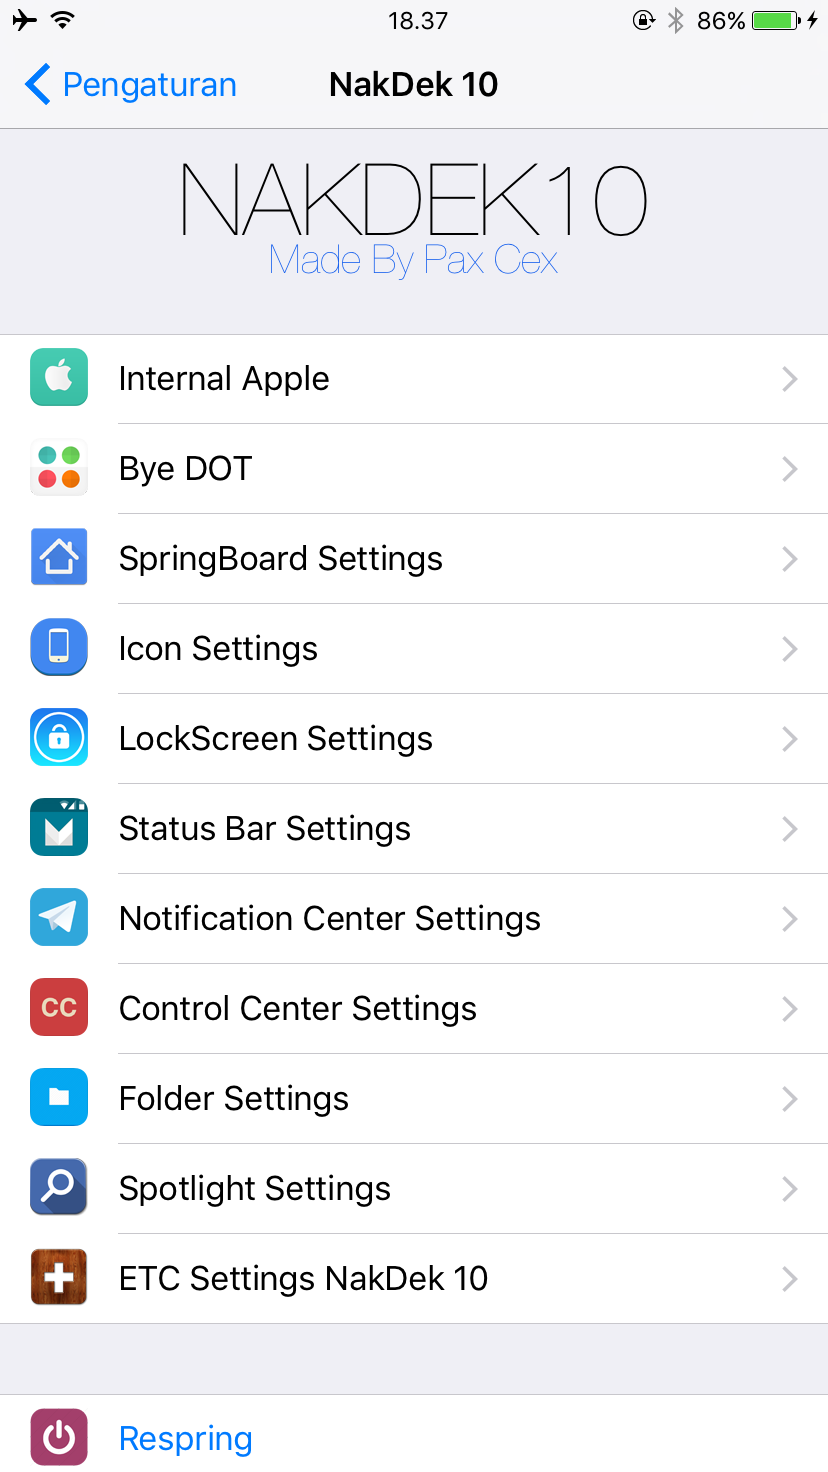 18.37
86%
Pengaturan
NakDek 10
NAKDEK10
Made By Pax Cex
Internal Apple
Bye DOT
SpringBoard Settings
Icon Settings
LockScreen Settings
Status Bar Settings
Notification Center Settings
CC
Control Center Settings
Folder Settings
Spotlight Settings
ETC Settings NakDek 10
Respring